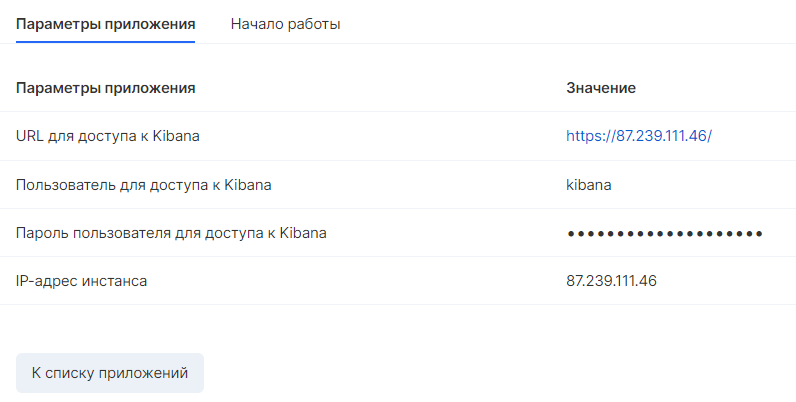 Параметры приложения Начало работы
Параметры приложения Значение
URL для доступа к Kibana https://87.239.111.46/
Пользователь для доступа к Kibana kibana
Пароль пользователя для доступа к Kibana ••••••••••••••••••••
IP-адрес инстанса 87.239.111.46
К списку приложений